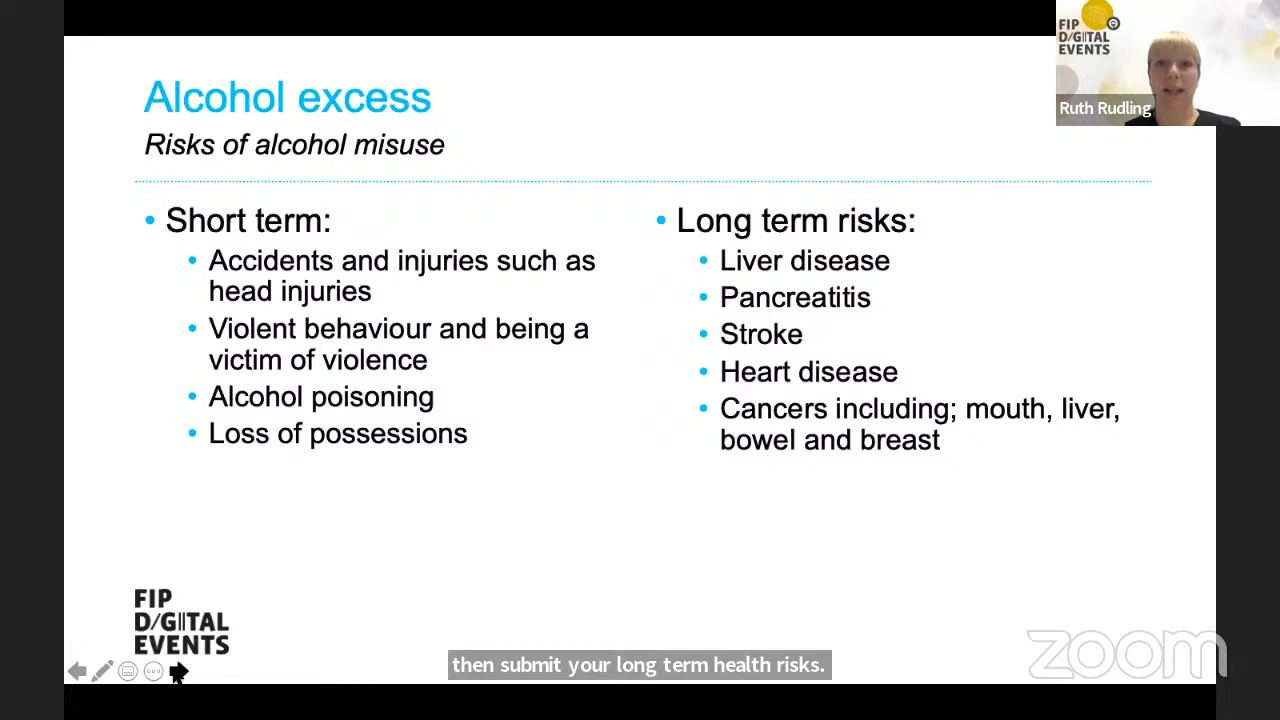 FIP
D/GIITAL
EVENTS
Ruth Rudling
Alcohol excess
Risks of alcohol misuse
Short term:
Accidents and injuries such as
head injuries
Violent behaviour and being a
victim of violence
Alcohol poisoning
Loss of possessions
Long term risks:
Liver disease
Pancreatitis
Stroke
Heart disease
Cancers including; mouth, liver,
bowel and breast
FIP
D/GIITAL
EVENTS
then submit your long term health risks.
zoom